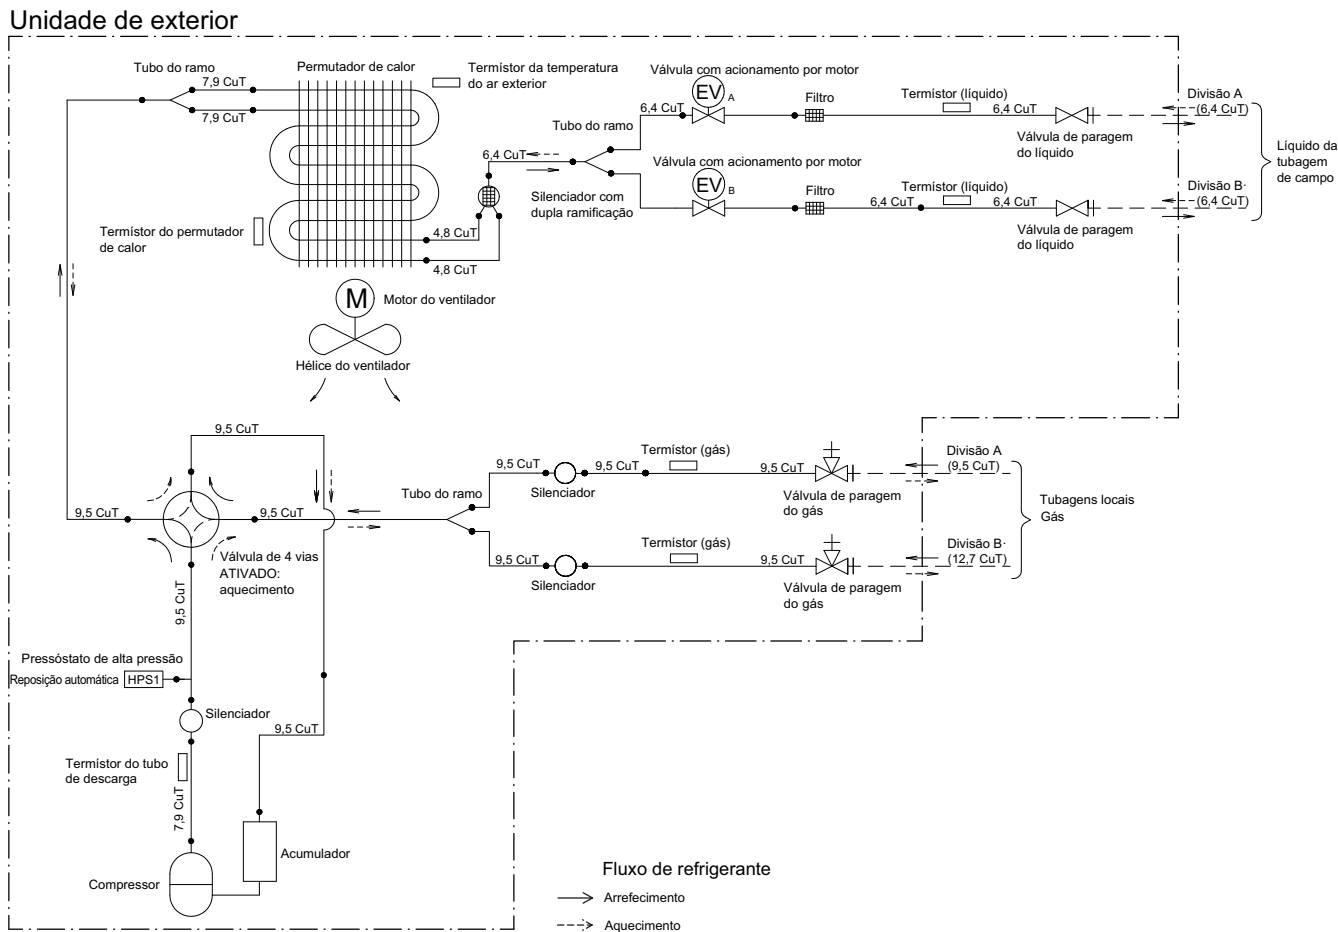 Unidade de exterior
Tubo do ramo
7,9 CuT
7,9 CuT
Permutador de calor
Termístor da temperatura
do ar exterior
Termístor do permutador
de calor
4,8 CuT
4,8 CuT
M
Motor do ventilador
Hélice do ventilador
6,4 CuT
Silenciador com
dupla ramificação
Tubo do ramo
Válvula com acionamento por motor
EV
A
6,4 CuT
Filtro
Termístor (líquido)
6,4 CuT
Válvula de paragem
do líquido
Divisão A
(6,4 CuT)
Válvula com acionamento por motor
EV
B
Filtro
6,4 CuT
Termístor (líquido)
6,4 CuT
Válvula de paragem
do líquido
Divisão B·
(6,4 CuT)
Líquido da
tubagem
de campo
9,5 CuT
9,5 CuT
9,5 CuT
Válvula de 4 vias
ATIVADO:
aquecimento
9,5 CuT
Tubo do ramo
9,5 CuT
Silenciador
9,5 CuT
Termístor (gás)
9,5 CuT
Válvula de paragem
do gás
Divisão A
(9,5 CuT)
9,5 CuT
Silenciador
Termístor (gás)
9,5 CuT
Válvula de paragem
do gás
Divisão B·
(12,7 CuT)
Tubagens locais
Gás
Pressóstato de alta pressão
Reposição automática
HPS1
Silenciador
9,5 CuT
Termístor do tubo
de descarga
7,9 CuT
Compressor
Acumulador
Fluxo de refrigerante
Arrefecimento
Aquecimento